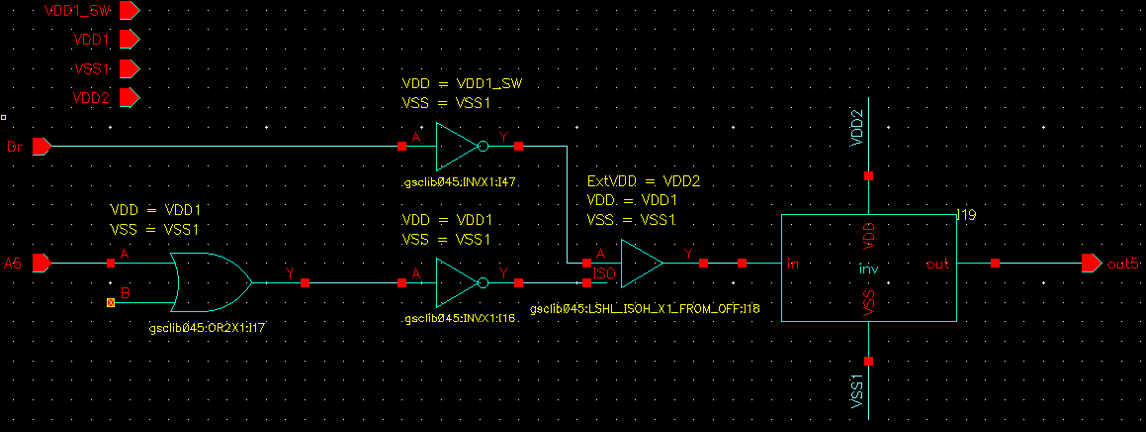 VDD1_SW
VDD1
VSS1
VDD2
VDD = VDD1_SW
VSS = VSS1
Dr
A
Y
gsclib045:INVX1:I47
VDD2
ExtVDD = VDD2
VDD = VDD1
VSS = VSS1
VDD = VDD1
VSS = VSS1
VDD = VDD1
VSS = VSS1
I19
A5
A
B
Y
gsclib045:OR2X1:I17
A
Y
gsclib045:INVX1:I16
A
ISO
Y
gsclib045:LSHL_ISOH_X1_FROM_OFF:I18
VDD
in
inv
out
VSS
out5
VSS1